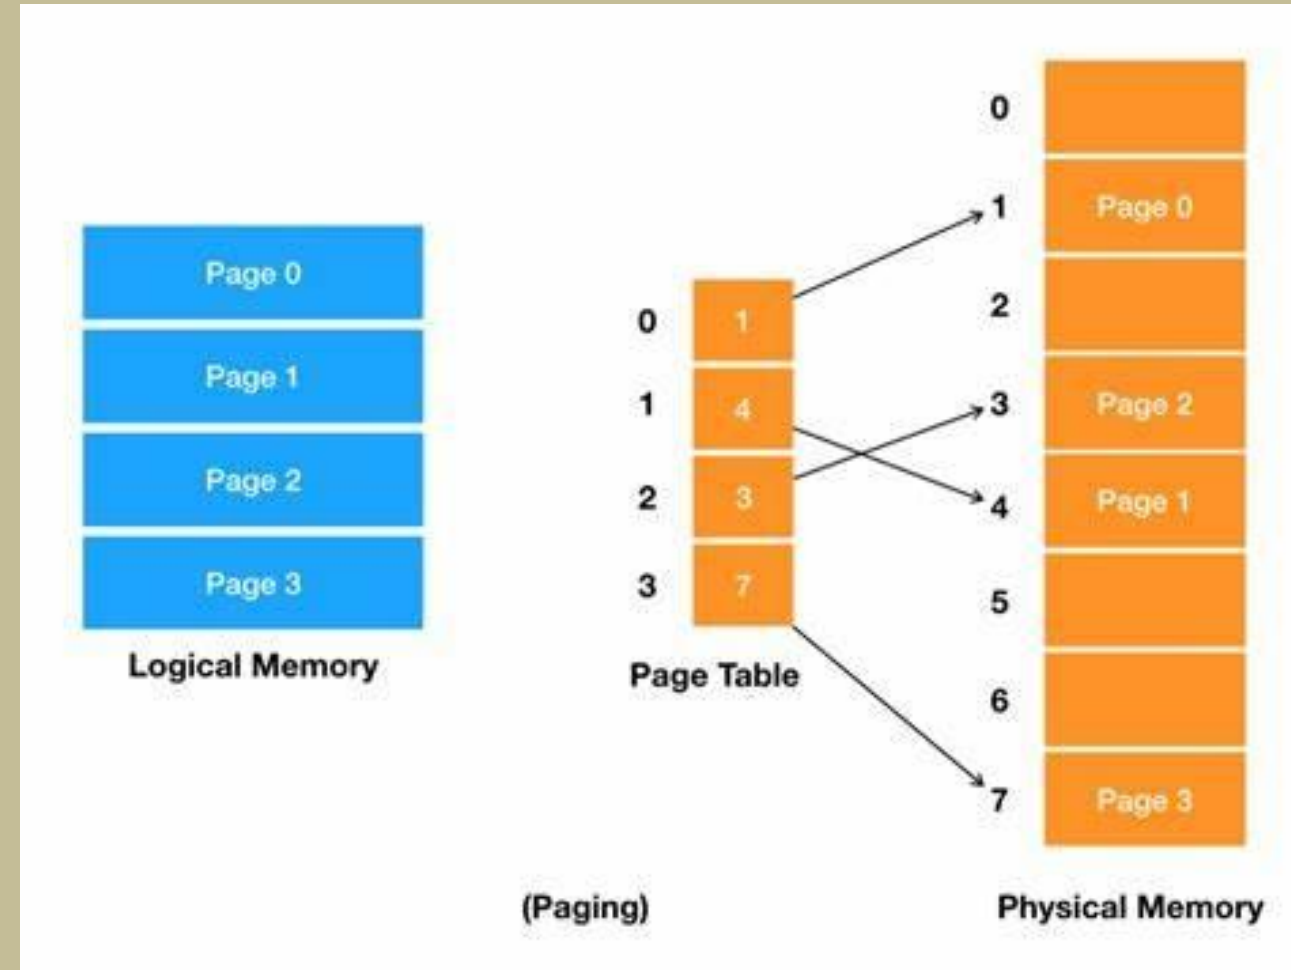 Page 0
Page 1
Page 2
Page 3
Logical Memory
0 1
1 4
2 3
3 7
Page Table
0
1 Page 0
2
3 Page 2
4 Page 1
5
6
7 Page 3
Physical Memory
(Paging)